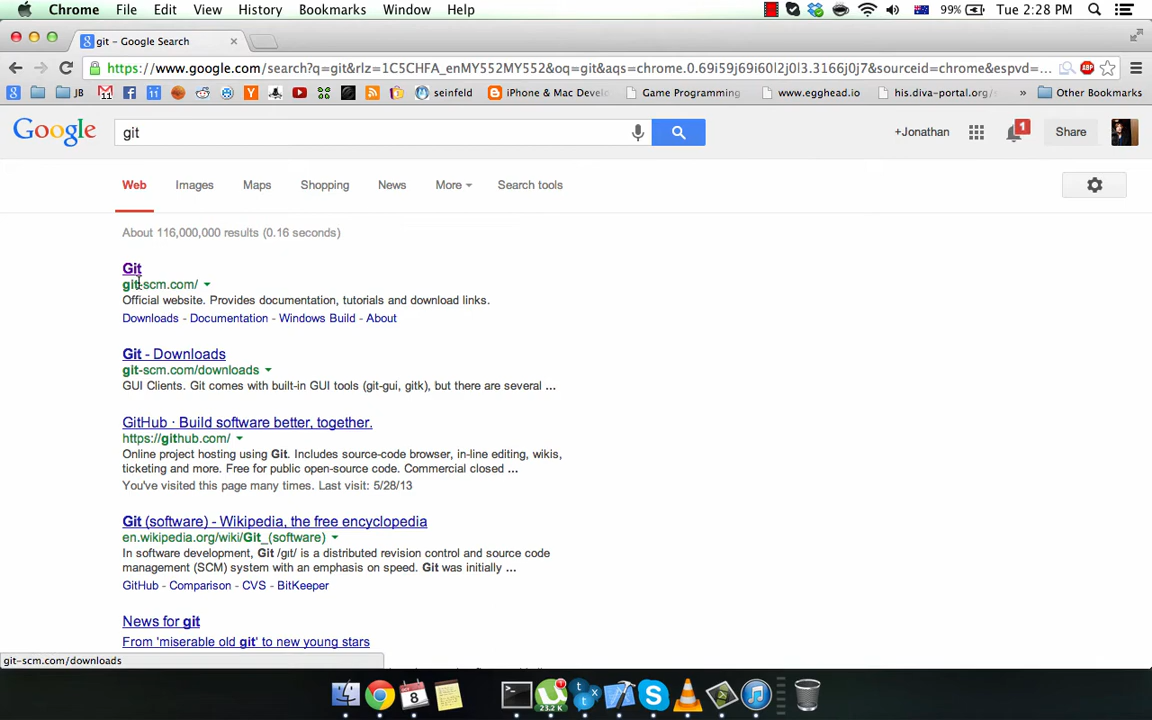 Chrome File Edit View History Bookmarks Window Help 99% Tue 2:28 PM
git - Google Search
https://www.google.com/search?q=git&rlz=1C5CHFA_enMY552MY552&oq=git&aqs=chrome.0.69i59j69i60l2j0l3.3166j0j7&sourceid=chrome&espvd=...
JB seinfeld iPhone & Mac Devel Game Programming www.egghead.io his.diva-portal.org/s » Other Bookmarks
Google git +Jonathan 1 Share
Web Images Maps Shopping News More Search tools
About 116,000,000 results (0.16 seconds)
Git
git-scm.com/
Official website. Provides documentation, tutorials and download links.
Downloads - Documentation - Windows Build - About
Git - Downloads
git-scm.com/downloads
GUI Clients. Git comes with built-in GUI tools (git-gui, gitk), but there are several ...
GitHub · Build software better, together.
https://github.com/
Online project hosting using Git. Includes source-code browser, in-line editing, wikis,
ticketing and more. Free for public open-source code. Commercial closed ...
You've visited this page many times. Last visit: 5/28/13
Git (software) - Wikipedia, the free encyclopedia
en.wikipedia.org/wiki/Git_(software)
In software development, Git /ɡɪt/ is a distributed revision control and source code
management (SCM) system with an emphasis on speed. Git was initially ...
GitHub - Comparison - CVS - BitKeeper
News for git
From 'miserable old git' to new young stars
git-scm.com/downloads
8 23.2 K